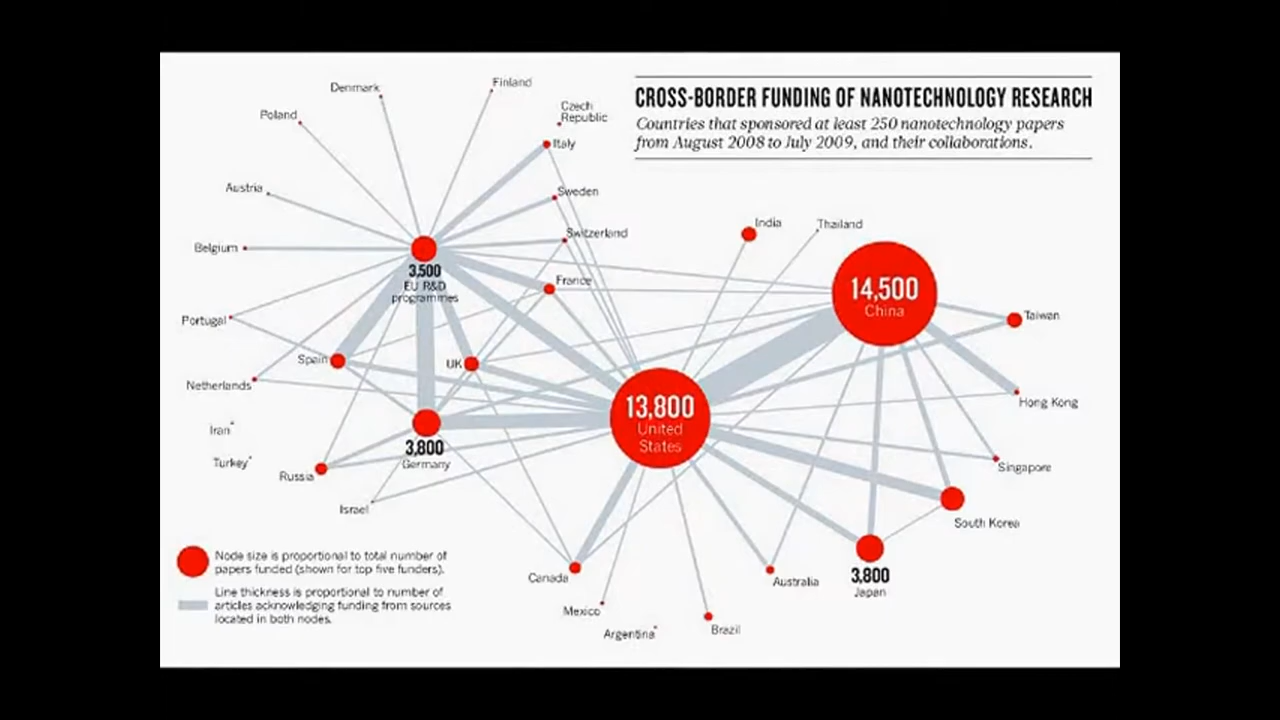 CROSS-BORDER FUNDING OF NANOTECHNOLOGY RESEARCH
Countries that sponsored at least 250 nanotechnology papers
from August 2008 to July 2009, and their collaborations.
Finland
Denmark
Czech
Republic
Poland
Italy
Austria
Sweden
India
Thailand
Switzerland
Belgium
3,500
EU R&D
programmes
France
14,500
China
Portugal
Taiwan
Spain
UK
Netherlands
Hong Kong
13,800
United
States
Iran
3,800
Germany
Turkey
Russia
Singapore
Israel
South Korea
Canada
Australia
3,800
Japan
Mexico
Argentina
Brazil
Node size is proportional to total number of
papers funded (shown for top five funders).
Line thickness is proportional to number of
articles acknowledging funding from sources
located in both nodes.